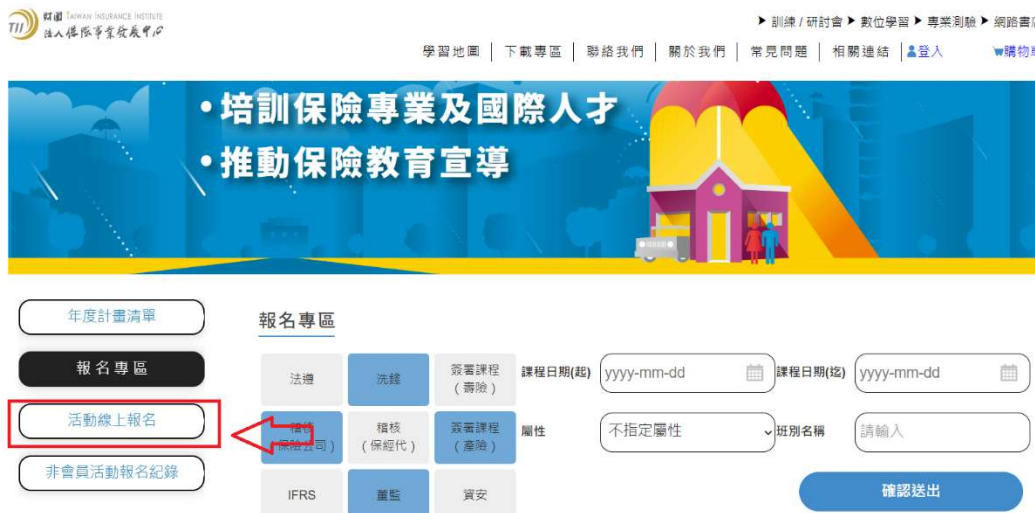 TII 財團 TAIWAN INSURANCE INSTITUTE
法人保險事業發展中心
▶ 訓練 / 研討會 ▶ 數位學習 ▶ 專業測驗 ▶ 網路書店
學習地圖 | 下載專區 | 聯絡我們 | 關於我們 | 常見問題 | 相關連結 | 登入 購物車
•培訓保險專業及國際人才
•推動保險教育宣導
年度計畫清單
報名專區
活動線上報名
非會員活動報名紀錄
報名專區
法遵 洗錢 簽署課程
(壽險)
稽核
(保險公司)
稽核
(保經代)
簽署課程
(產險)
IFRS 董監 資安
課程日期(起) yyyy-mm-dd 課程日期(迄) yyyy-mm-dd
屬性 不指定屬性 班別名稱 請輸入
確認送出